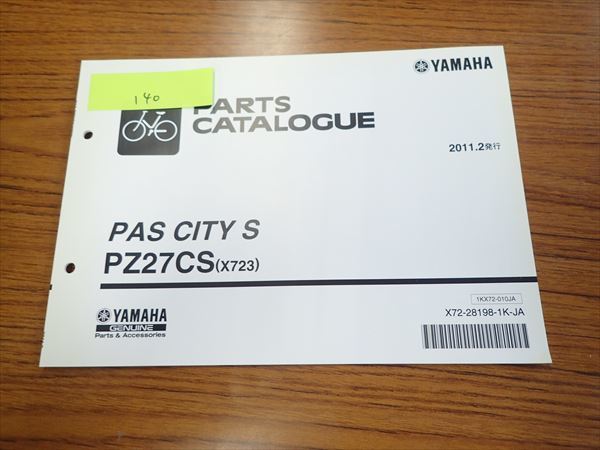 YAMAHA
140
PARTS
CATALOGUE
2011.2発行
PAS CITY S
PZ27CS(X723)
1KX72-010JA
X72-28198-1K-JA
YAMAHA
GENUINE
Parts & Accessories